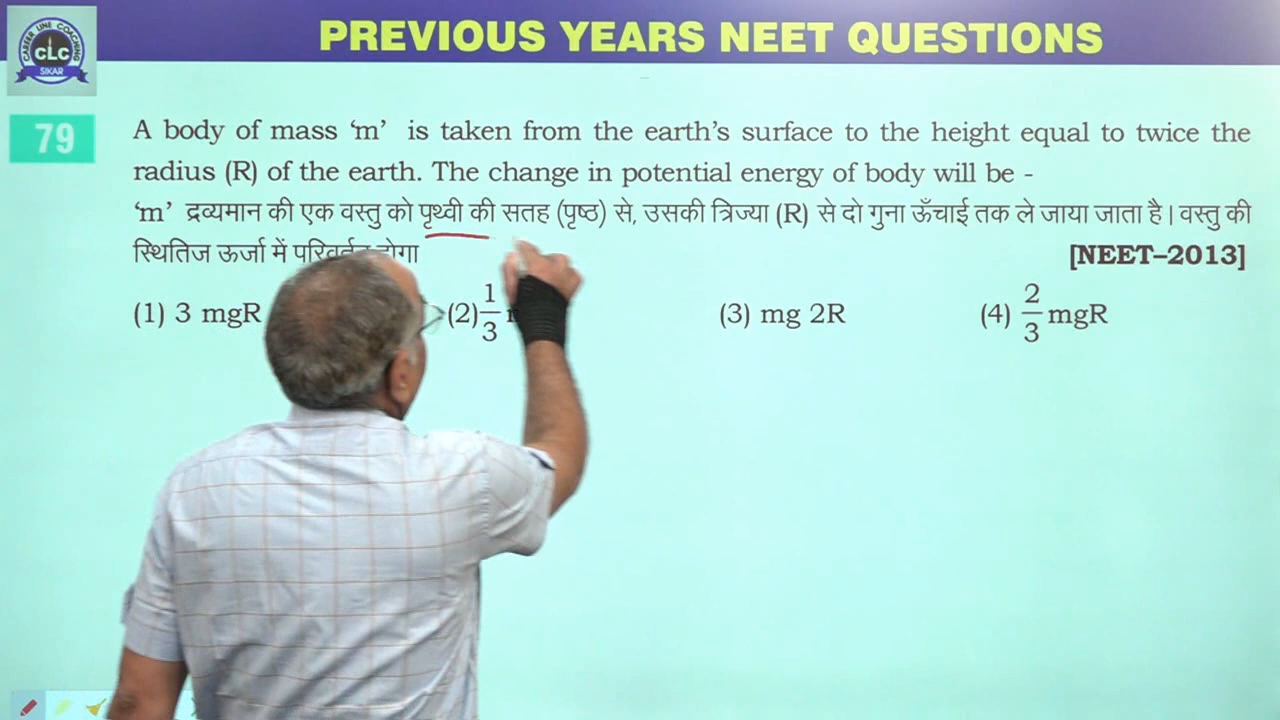 PREVIOUS YEARS NEET QUESTIONS
CAREER LINE COACHING
CLC
SIKAR
79
A body of mass ‘m’ is taken from the earth’s surface to the height equal to twice the
radius (R) of the earth. The change in potential energy of body will be -
‘m’ द्रव्यमान की एक वस्तु को पृथ्वी की सतह (पृष्ठ) से, उसकी त्रिज्या (R) से दो गुना ऊँचाई तक ले जाया जाता है। वस्तु की
स्थितिज ऊर्जा में होगा
[NEET–2013]
(1) 3 mgR (2) 1/3 (3) mg 2R (4) 2/3 mgR